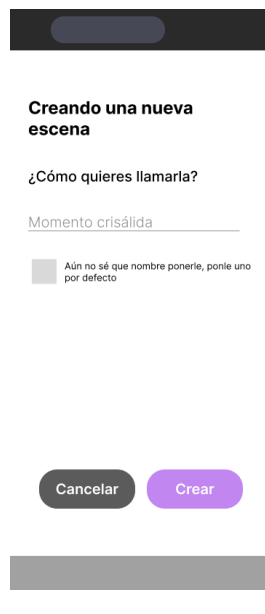 Creando una nueva
escena
¿Cómo quieres llamarla?
Momento crisálida
Aún no sé que nombre ponerle, ponle uno
por defecto
Cancelar
Crear